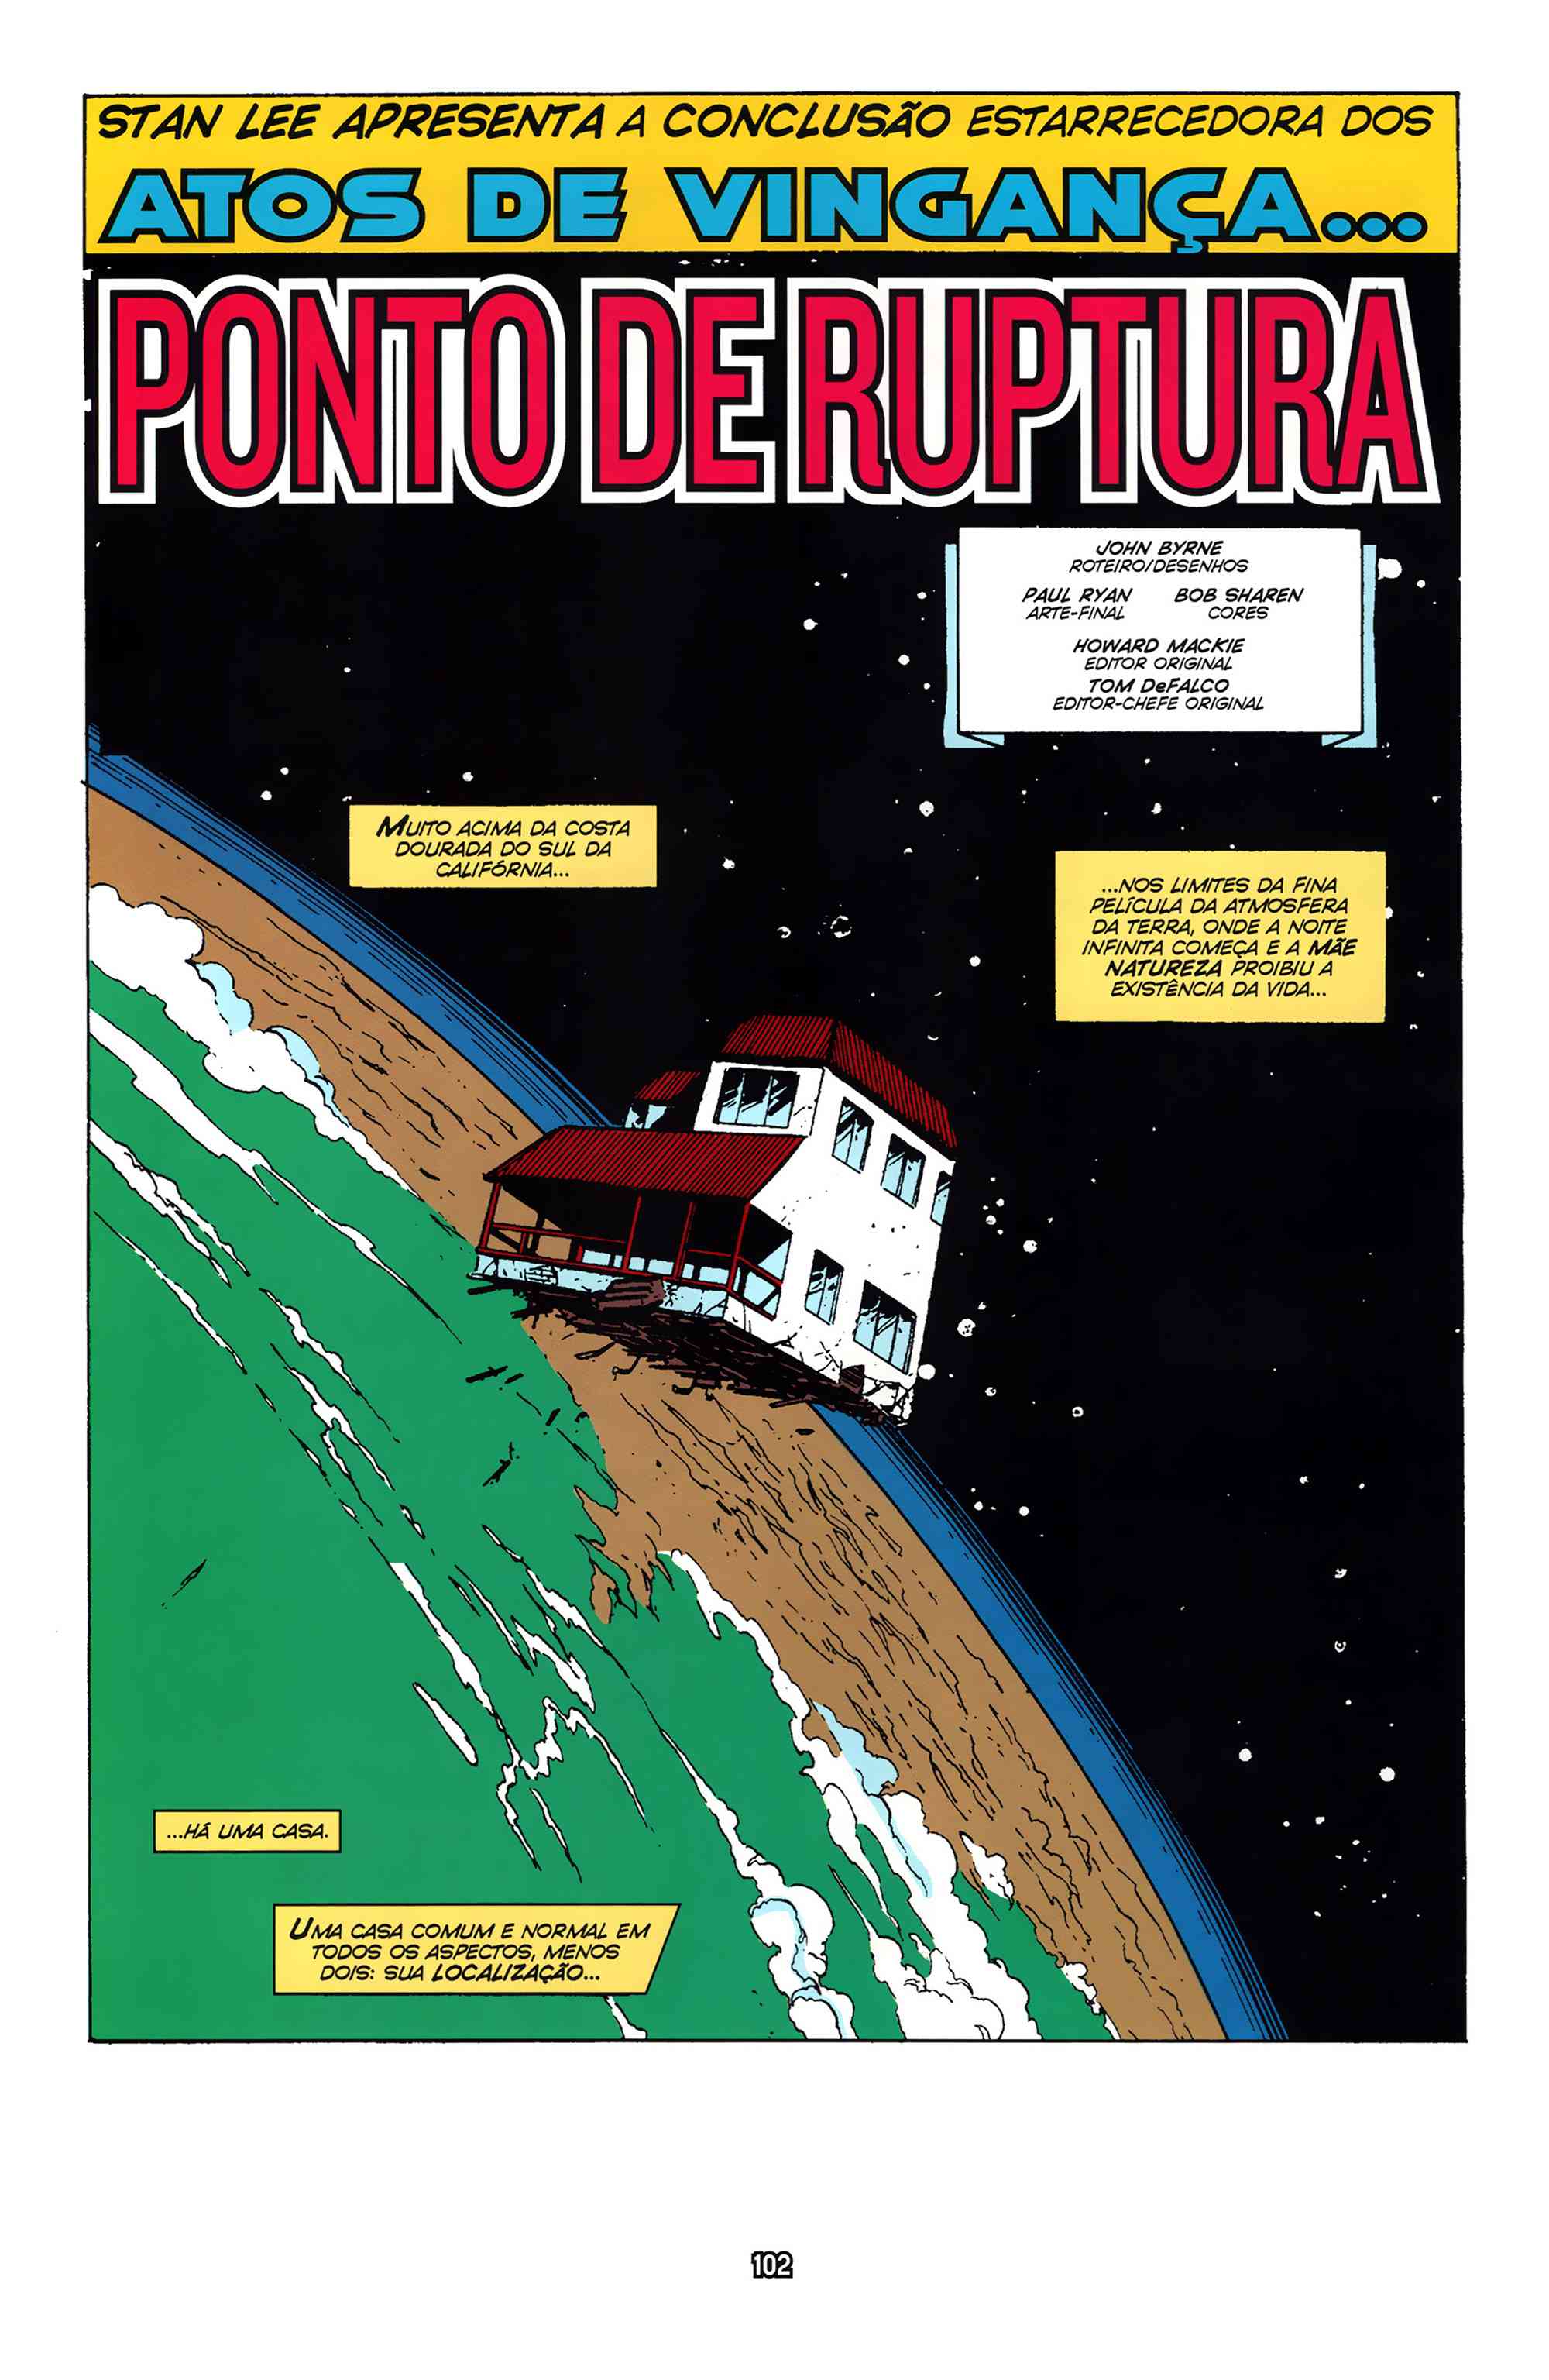 STAN LEE APRESENTA A CONCLUSÃO ESTARRECEDORA DOS
ATOS DE VINGANÇA...
PONTO DE RUPTURA
JOHN BYRNE
ROTEIRO/DESENHOS
PAUL RYAN BOB SHAREN
ARTE-FINAL CORES
HOWARD MACKIE
EDITOR ORIGINAL
TOM DeFALCO
EDITOR-CHEFE ORIGINAL
MUITO ACIMA DA COSTA
DOURADA DO SUL DA
CALIFÓRNIA...
...NOS LIMITES DA FINA
PELÍCULA DA ATMOSFERA
DA TERRA, ONDE A NOITE
INFINITA COMEÇA E A MÃE
NATUREZA PROIBIU A
EXISTÊNCIA DA VIDA...
...HÁ UMA CASA.
UMA CASA COMUM E NORMAL EM
TODOS OS ASPECTOS, MENOS
DOIS: SUA LOCALIZAÇÃO...
102